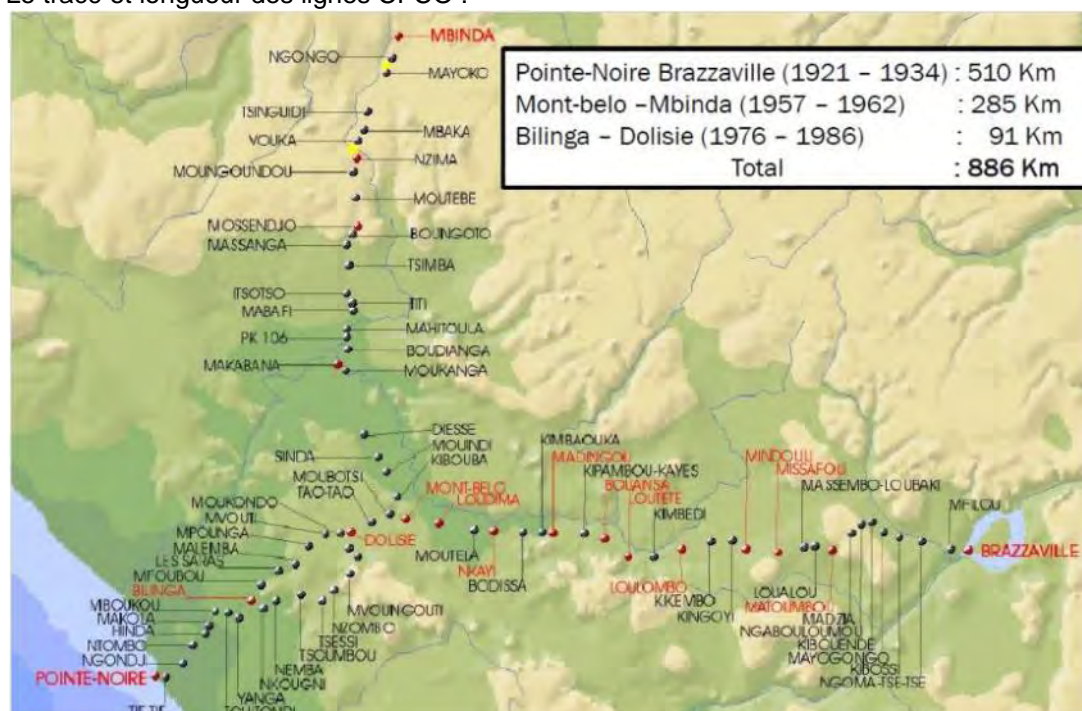 MBINDA
NGONGO
MAYOKO
Pointe-Noire Brazzaville (1921 – 1934) : 510 Km
Mont-belo –Mbinda (1957 – 1962) : 285 Km
Bilinga – Dolisie (1976 – 1986) : 91 Km
Total : 886 Km
TSINGUIDI
MBAKA
VOUKA
NZIMA
MOUNGOUNDOU
MOUTEBE
MOSSENDJO
BOUNGOTO
MASSANGA
TSIMBA
ITSOTSO
TITI
MABAFI
MAHITOULA
PK 106
BOUDIANGA
MAKABANA
MOUKANGA
DIESSE
MOUINDI
SINDA
KIBOUBA
MOUBOTSI
TAO-TAO
MONT-BELO
LOUDIMA
KIMBAOUKA
MADINGOU
KIPAMBOU-KAYES
BOUANSA
LOUTETE
KIMBEDI
MINDOULI
MISSAFOU
MASSEMBO-LOUBAKI
MFILOU
BRAZZAVILLE
MOUKONDO
MVOUTI
MPOUNGA
MALEMBA
LES SARAS
MFOUBOU
BILINGA
DOLISIE
MOUTELA
NKAYI
BODISSA
LOULOMBO
KKEMBO
KINGOYI
LOUALOU
MATOUMBOU
MADZIA
NGABOULOUMOU
KIBOUENDE
MAYOGONGO
KIBOSSI
NGOMA-TSE-TSE
MBOUKOU
MAKOLA
HINDA
NTOMBO
NGONDJI
POINTE-NOIRE
MVOUNGOUTI
NZOMBO
TSESSI
TSOUMBOU
NEMBA
NKOUGNI
YANGA